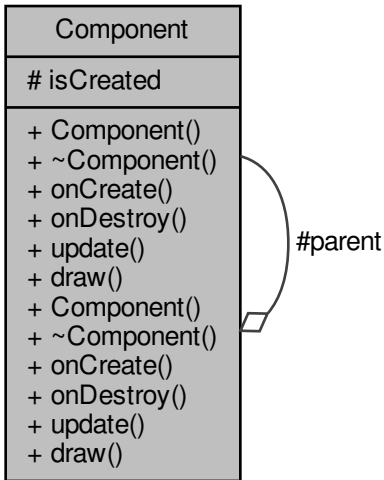 Component
# isCreated
+ Component()
+ ~Component()
+ onCreate()
+ onDestroy()
+ update()
+ draw()
+ Component()
+ ~Component()
+ onCreate()
+ onDestroy()
+ update()
+ draw()
#parent